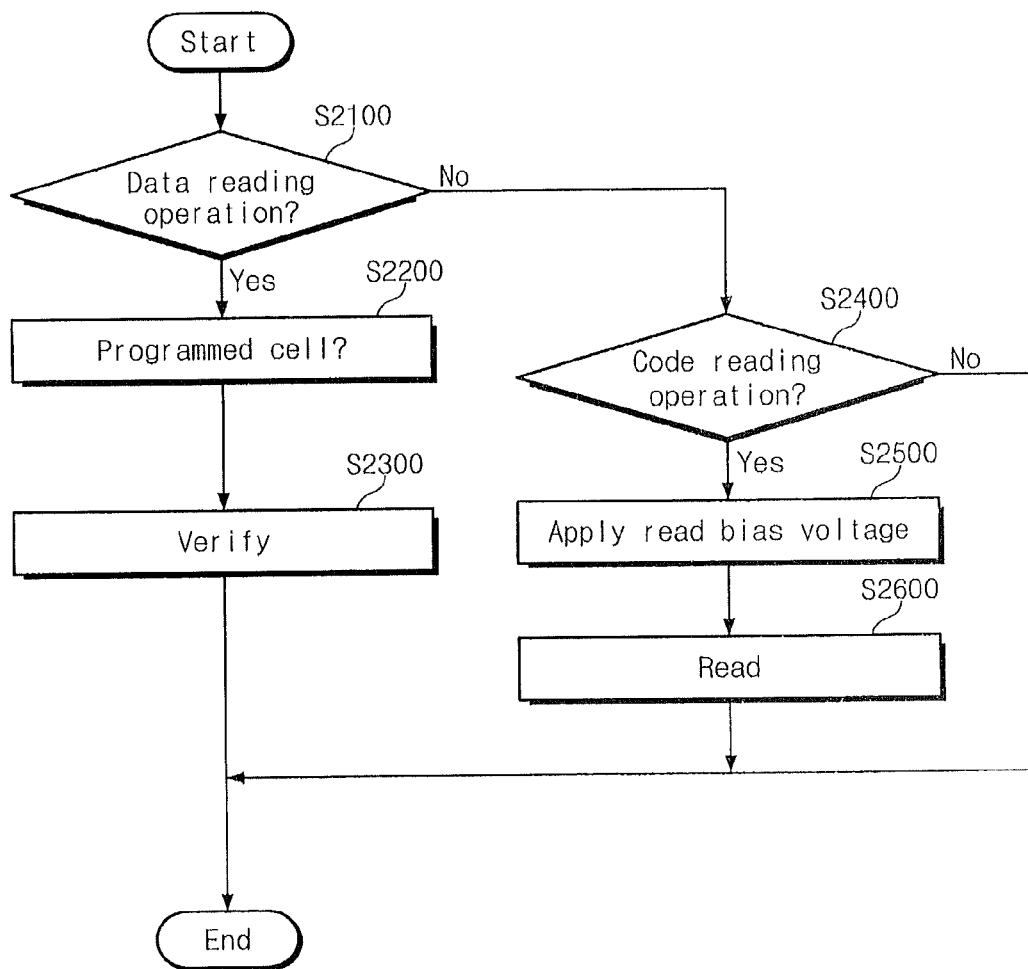 Start
S2100
Data reading
operation?
No
Yes
S2200
Programmed cell?
S2300
Verify
S2400
Code reading
operation?
No
Yes
S2500
Apply read bias voltage
S2600
Read
End